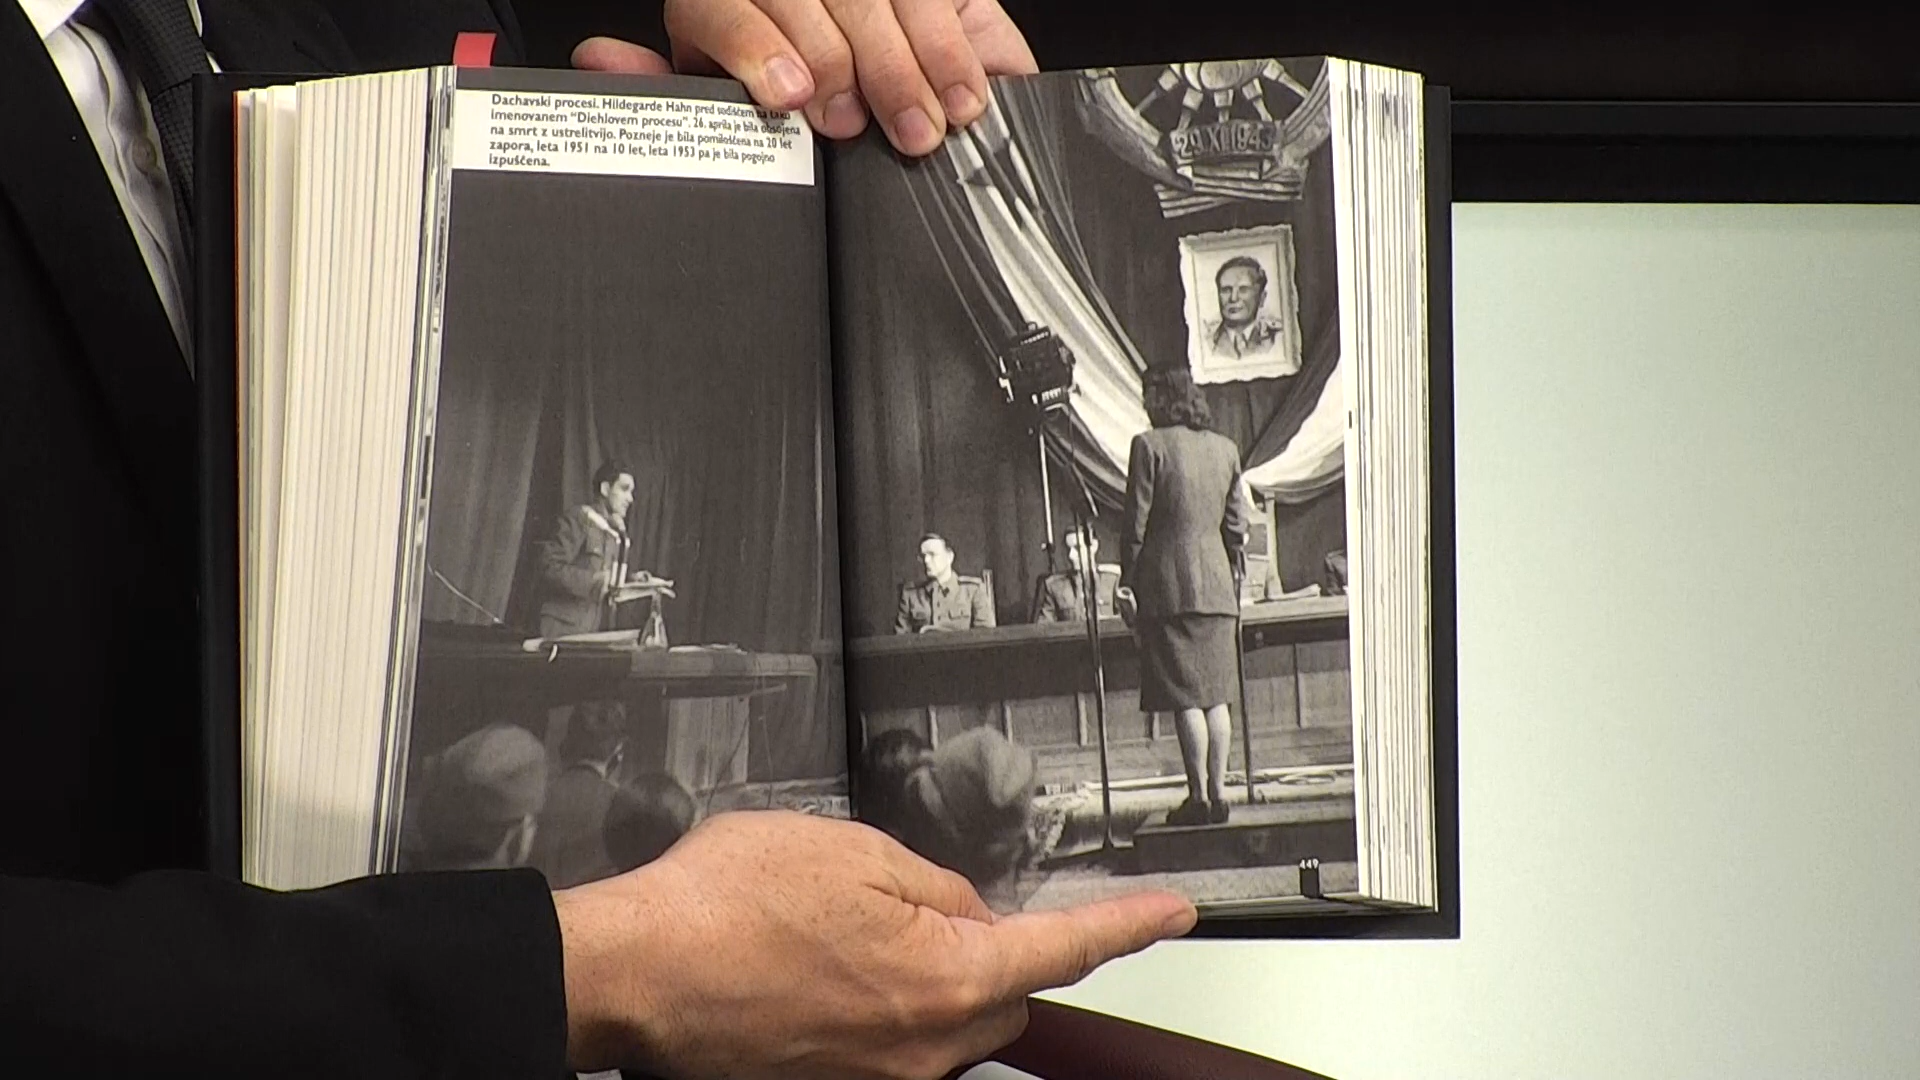 Dachavski procesi. Hildegarde Hahn pred sodiščem na tako
imenovanem "Diehlovem procesu". 26. aprila je bila obsojena
na smrt z ustrelitvijo. Pozneje je bila pomiloščena na 20 let
zapora, leta 1951 na 10 let, leta 1953 pa je bila pogojno
izpuščena.
29.XI.1943
449